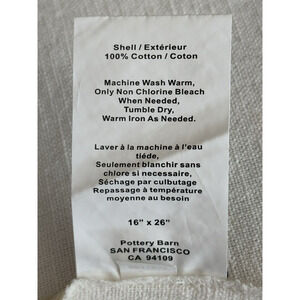 Shell / Extérieur
100% Cotton / Coton
Machine Wash Warm,
Only Non Chlorine Bleach
When Needed,
Tumble Dry,
Warm Iron As Needed.
Laver à la machine à l'eau
tiéde,
Seulement blanchir sans
chlore si necessaire,
Séchage par culbutage
Repassage à température
moyenne au besoin
16" x 26"
Pottery Barn
SAN FRANCISCO
CA 94109